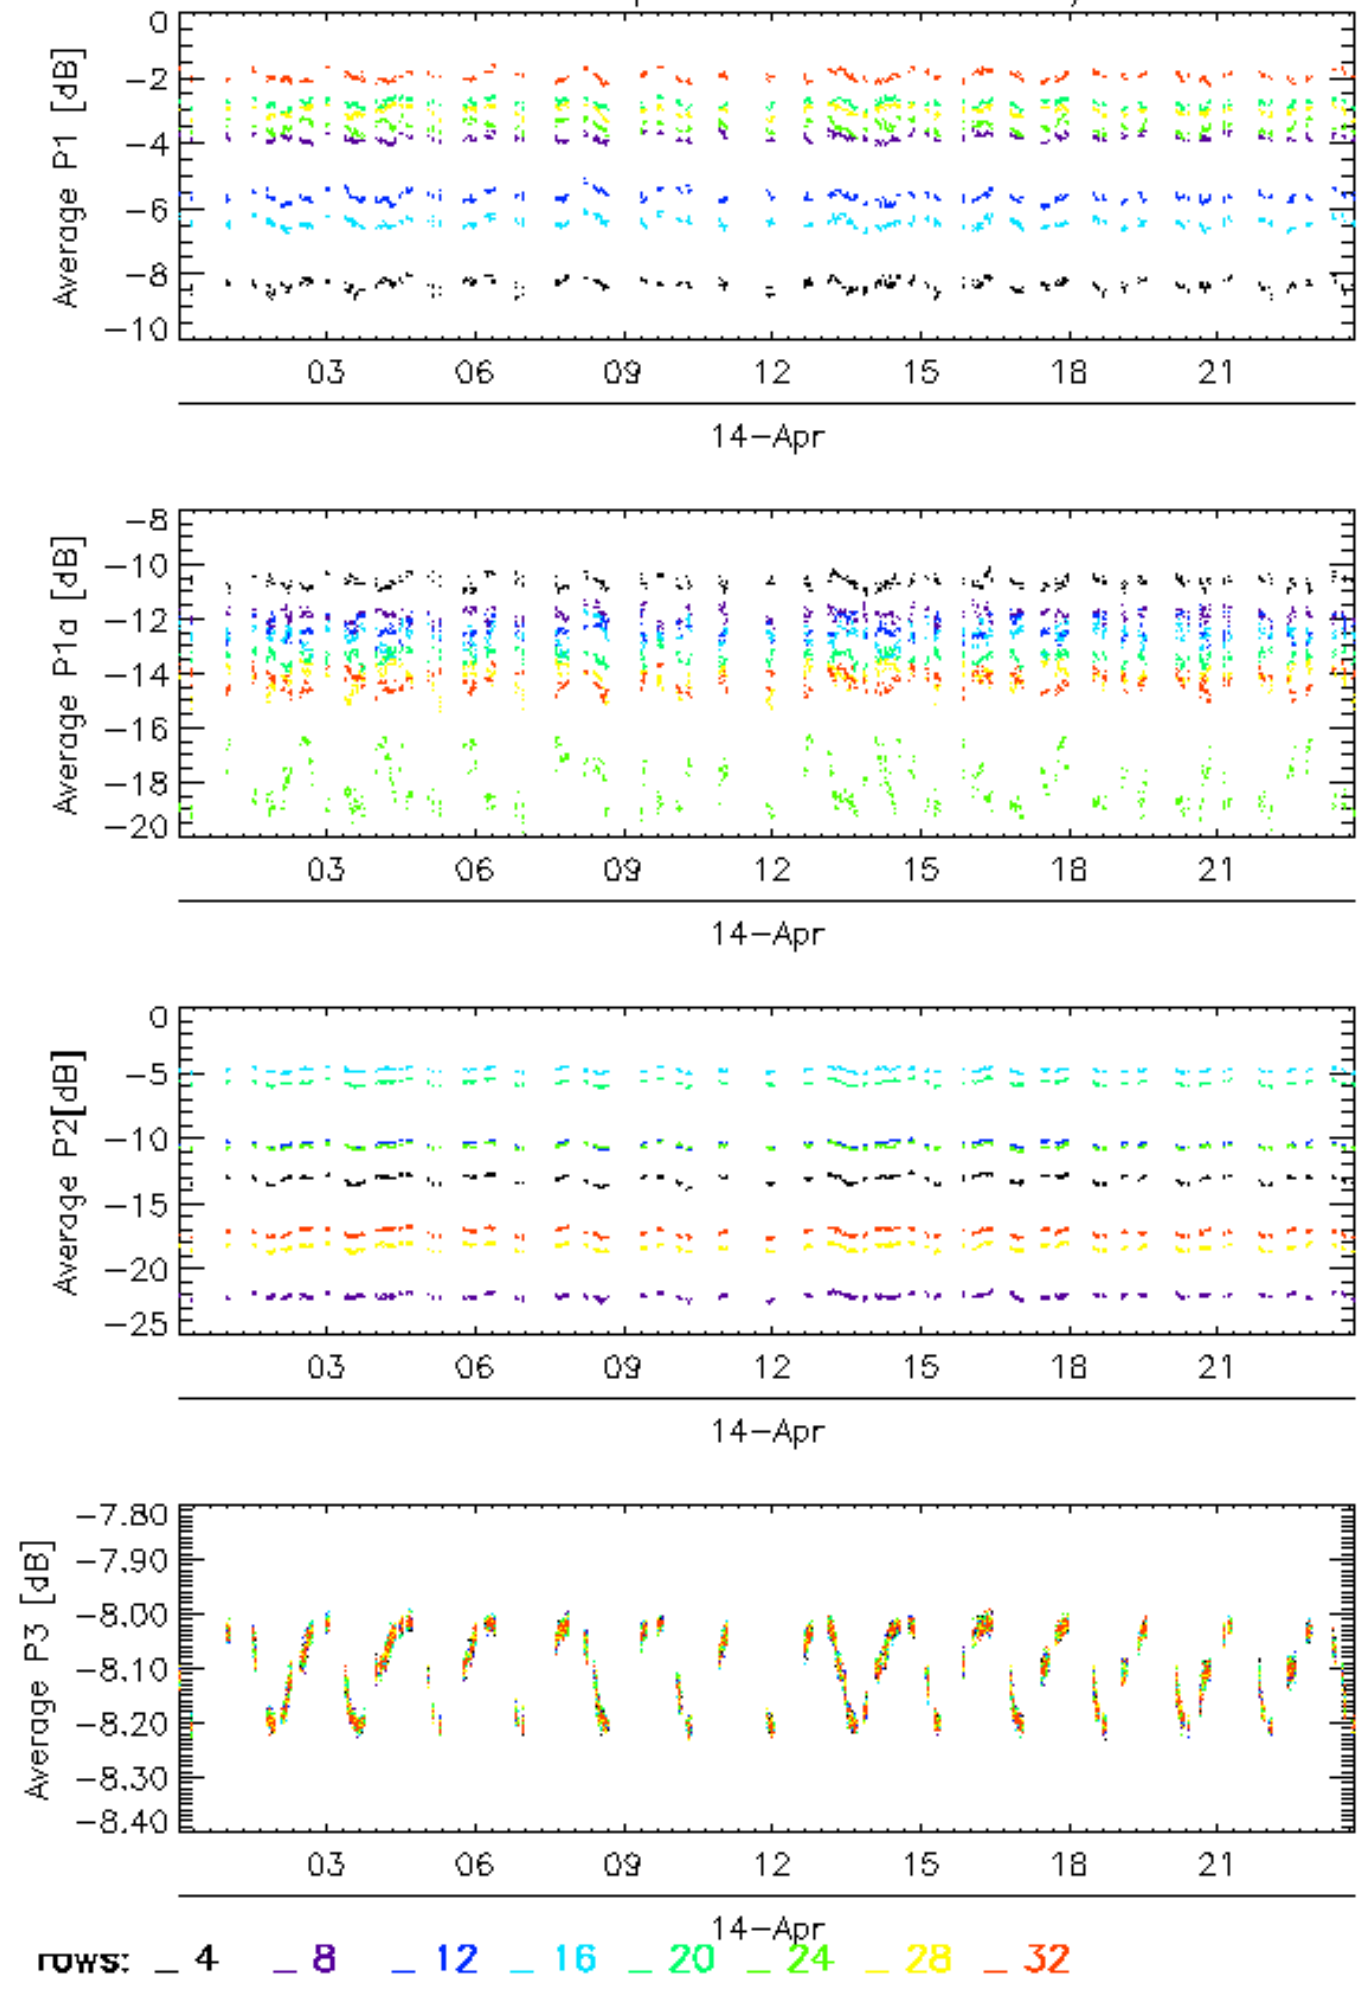 Average P1 [dB]
0
−2
−4
−6
−8
−10
03 06 09 12 15 18 21
14−Apr
Average P1a [dB]
−8
−10
−12
−14
−16
−18
−20
03 06 09 12 15 18 21
14−Apr
Average P2[dB]
0
−5
−10
−15
−20
−25
03 06 09 12 15 18 21
14−Apr
Average P3 [dB]
−7.80
−7.90
−8.00
−8.10
−8.20
−8.30
−8.40
03 06 09 12 15 18 21
14−Apr
rows: _ 4 _ 8 _ 12 _ 16 _ 20 _ 24 _ 28 _ 32